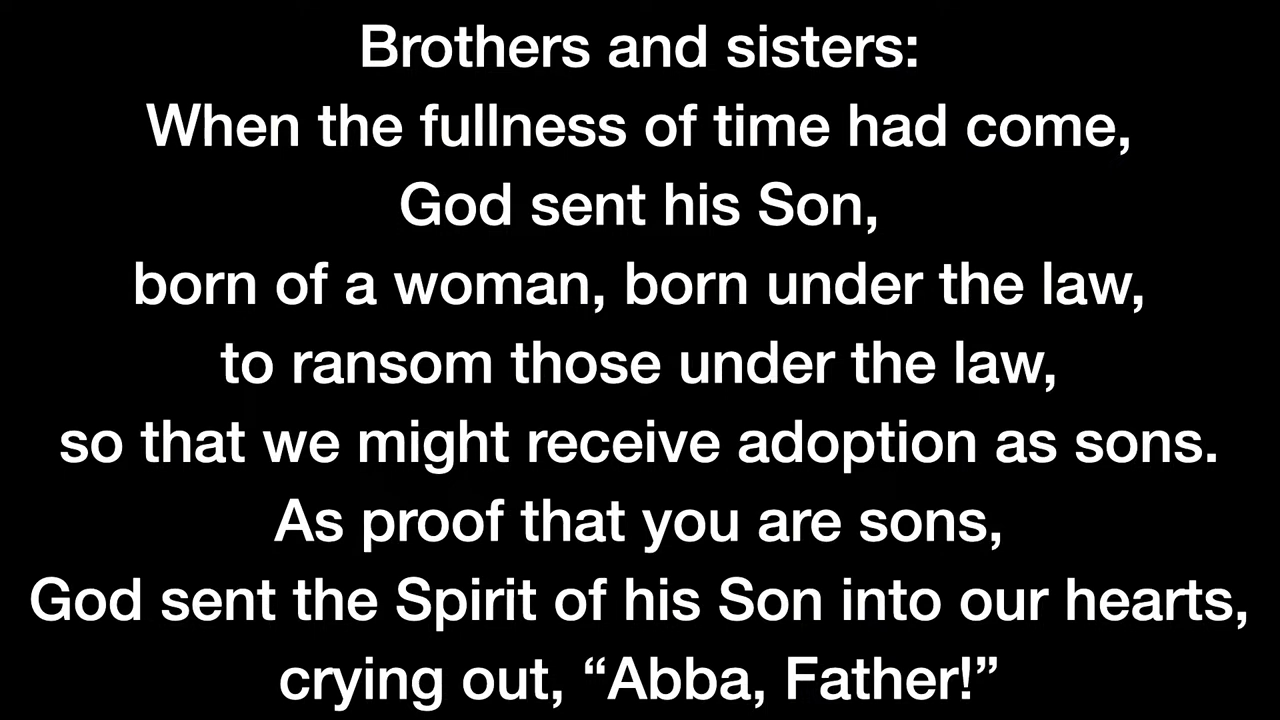 Brothers and sisters:
When the fullness of time had come,
God sent his Son,
born of a woman, born under the law,
to ransom those under the law,
so that we might receive adoption as sons.
As proof that you are sons,
God sent the Spirit of his Son into our hearts,
crying out, “Abba, Father!”